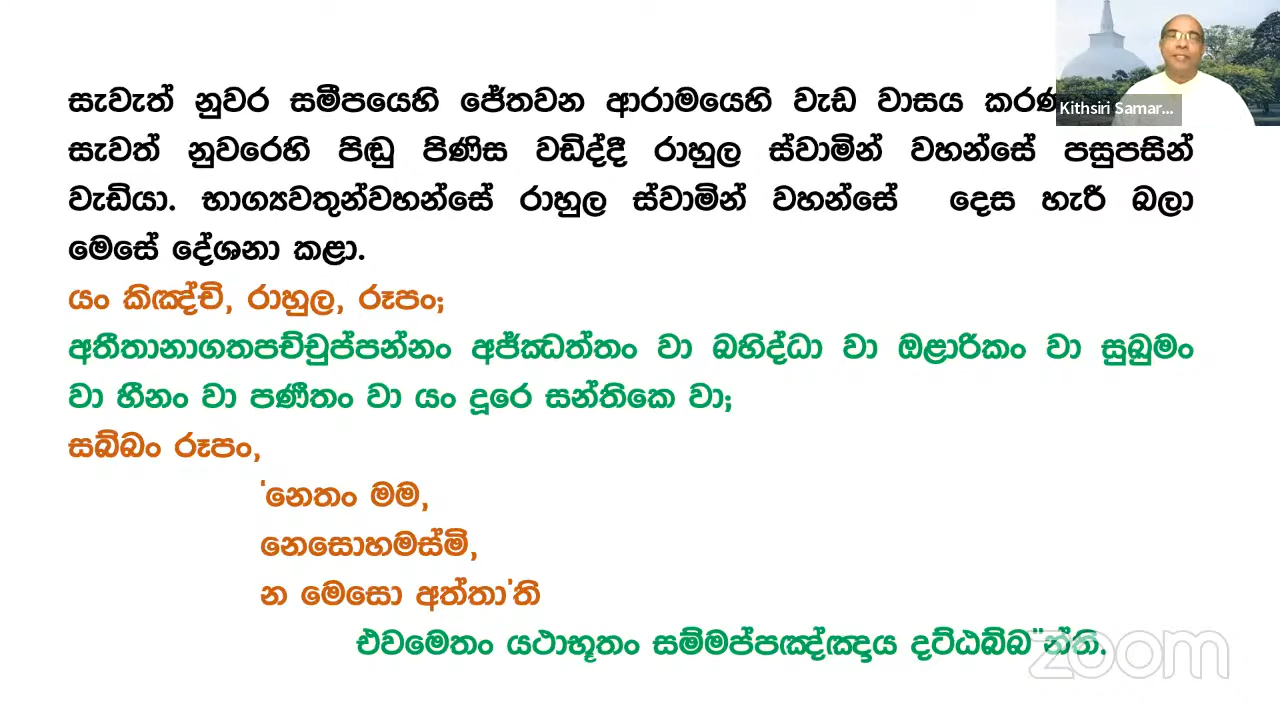 සැවැත් නුවර සමීපයෙහි ජේතවන ආරාමයෙහි වැඩ වාසය කරණ
සැවත් නුවරෙහි පිඬු පිණිස වඩිද්දී රාහුල ස්වාමින් වහන්සේ පසුපසින්
වැඩියා. භාග්‍යවතුන්වහන්සේ රාහුල ස්වාමින් වහන්සේ දෙස හැරී බලා
මෙසේ දේශනා කළා.
යං කිඤ්චි, රාහුල, රූපං;
අතීතානාගතපච්චුප්පන්නං අජ්ඣත්තං වා බහිද්ධා වා ඔළාරිකං වා සුඛුමං
වා හීනං වා පණීතං වා යං දූරෙ සන්තිකෙ වා;
සබ්බං රූපං,
'නෙතං මම,
නෙසොහමස්මි,
න මෙසො අත්තා'ති
එවමෙතං යථාභූතං සම්මප්පඤ්ඤාය දට්ඨබ්බ"න්ති.
Kithsiri Samar...
zoom